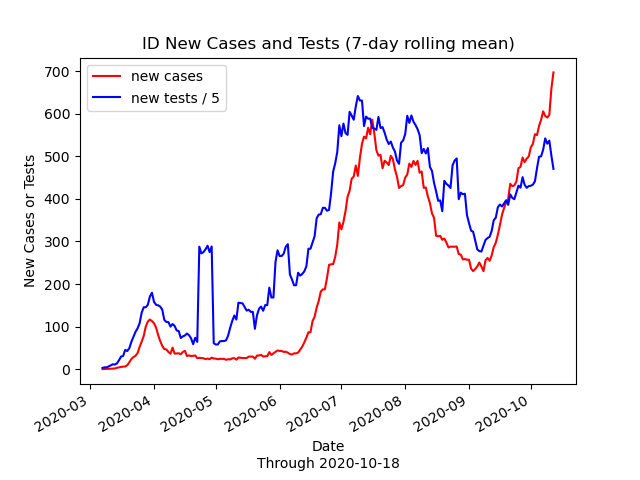 ID New Cases and Tests (7-day rolling mean)
new cases
new tests / 5
New Cases or Tests
700
600
500
400
300
200
100
0
2020-03
2020-04
2020-05
2020-06
2020-07
2020-08
2020-09
2020-10
Date
Through 2020-10-18